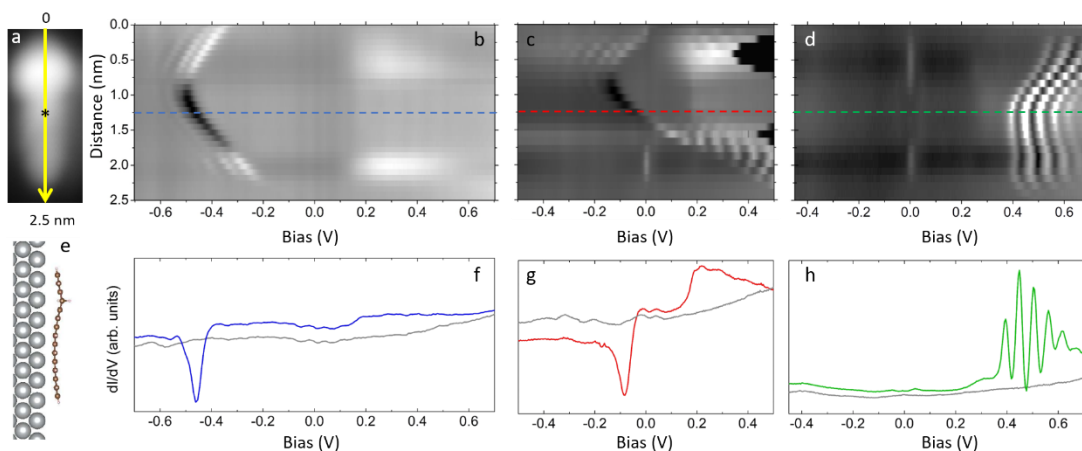 0
a
*
2.5 nm
b
c
d
Distance (nm)
0.0
0.5
1.0
1.5
2.0
2.5
-0.6 -0.4 -0.2 0.0 0.2 0.4 0.6
Bias (V)
-0.4 -0.2 0.0 0.2 0.4
Bias (V)
-0.4 -0.2 0.0 0.2 0.4 0.6
Bias (V)
e
f
g
h
dI/dV (arb. units)
-0.6 -0.4 -0.2 0.0 0.2 0.4 0.6
Bias (V)
-0.4 -0.2 0.0 0.2 0.4
Bias (V)
-0.4 -0.2 0.0 0.2 0.4 0.6
Bias (V)